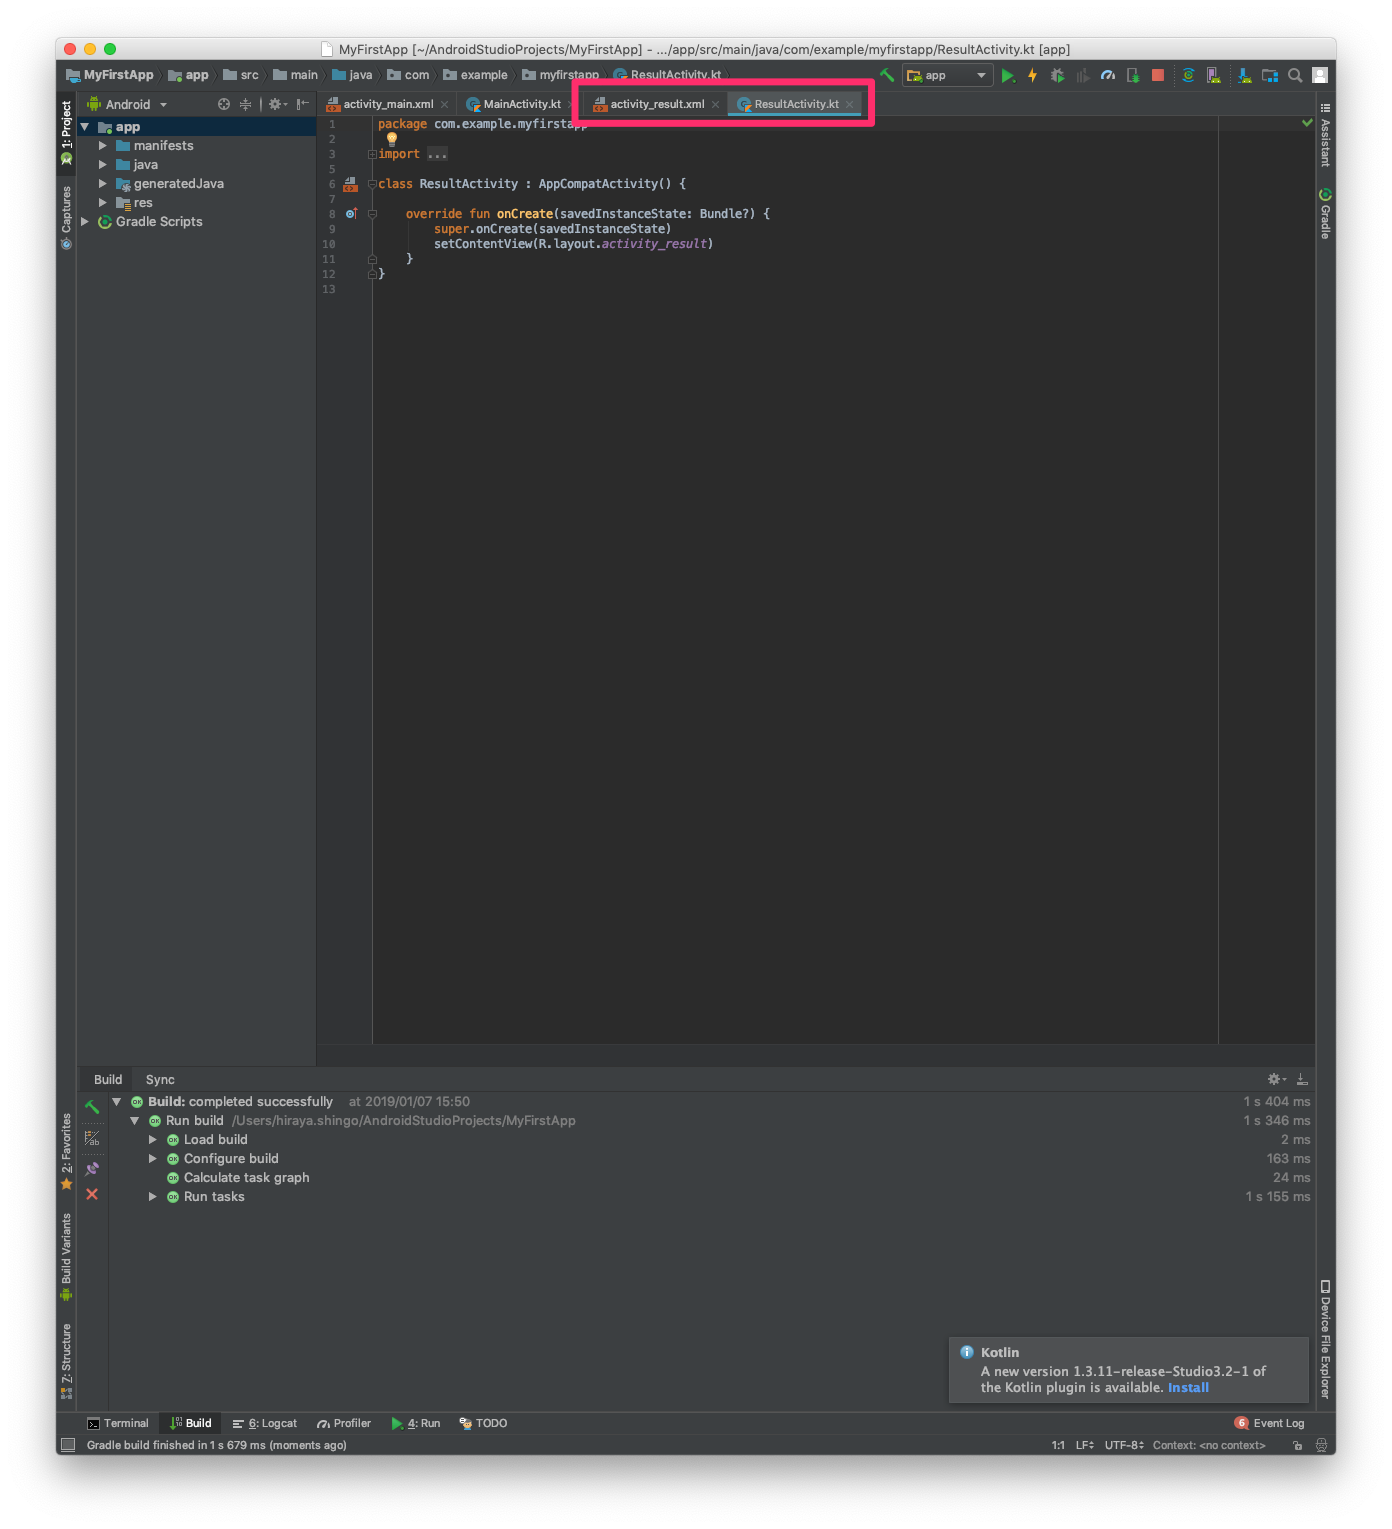 MyFirstApp [~/AndroidStudioProjects/MyFirstApp] - .../app/src/main/java/com/example/myfirstapp/ResultActivity.kt [app]
MyFirstApp app src main java com example myfirstapp ResultActivity.kt app
1: Project
Captures
2: Favorites
Build Variants
7: Structure
Android
app
manifests
java
generatedJava
res
Gradle Scripts
activity_main.xml MainActivity.kt activity_result.xml ResultActivity.kt
1 package com.example.myfirstapp
2
3 import ...
5
6 class ResultActivity : AppCompatActivity() {
7
8 override fun onCreate(savedInstanceState: Bundle?) {
9 super.onCreate(savedInstanceState)
10 setContentView(R.layout.activity_result)
11 }
12 }
13
Assistant
Gradle
Device File Explorer
Build Sync
Build: completed successfully at 2019/01/07 15:50 1 s 404 ms
Run build /Users/hiraya.shingo/AndroidStudioProjects/MyFirstApp 1 s 346 ms
Load build 2 ms
Configure build 163 ms
Calculate task graph 24 ms
Run tasks 1 s 155 ms
Kotlin
A new version 1.3.11-release-Studio3.2-1 of
the Kotlin plugin is available. Install
Terminal Build 6: Logcat Profiler 4: Run TODO 6 Event Log
Gradle build finished in 1 s 679 ms (moments ago) 1:1 LF UTF-8 Context: <no context>